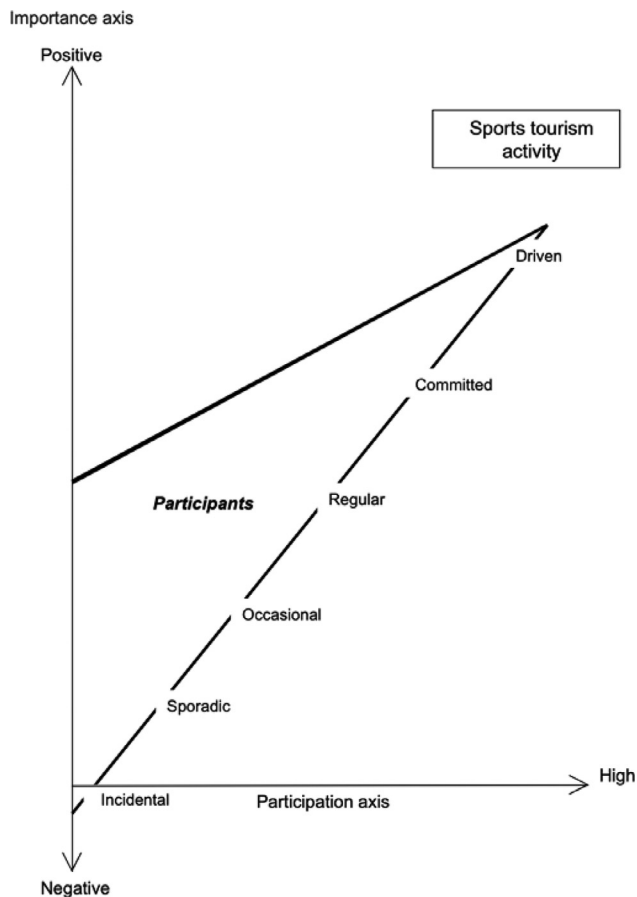 Importance axis
Positive
Sports tourism
activity
Driven
Committed
Participants
Regular
Occasional
Sporadic
High
Incidental
Participation axis
Negative